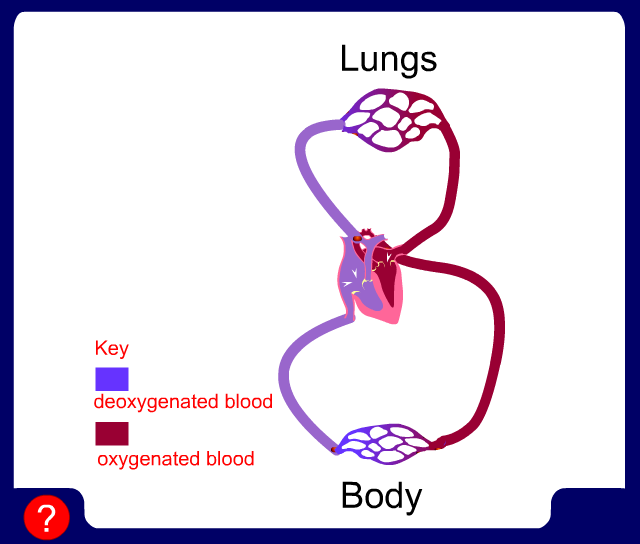 Lungs
Key
deoxygenated blood
oxygenated blood
Body
?